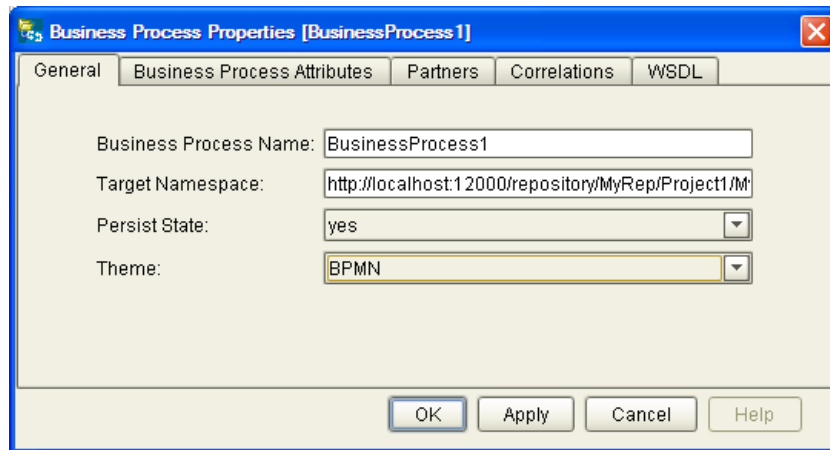 Business Process Properties [BusinessProcess1]
General Business Process Attributes Partners Correlations WSDL
Business Process Name: BusinessProcess1
Target Namespace: http://localhost:12000/repository/MyRep/Project1/M
Persist State: yes
Theme: BPMN
OK Apply Cancel Help